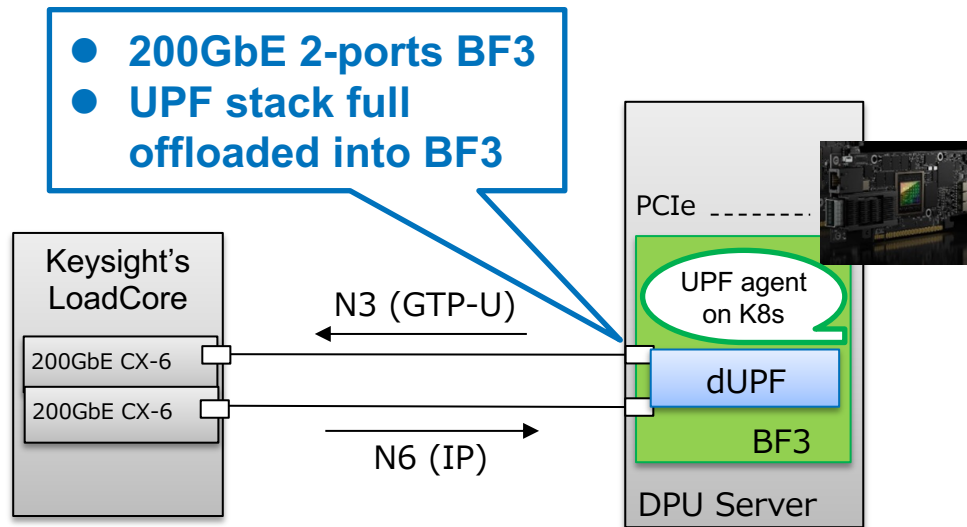 ● 200GbE 2-ports BF3
● UPF stack full
offloaded into BF3
PCIe
Keysight's
LoadCore
UPF agent
on K8s
N3 (GTP-U)
200GbE CX-6
dUPF
200GbE CX-6
BF3
N6 (IP)
DPU Server